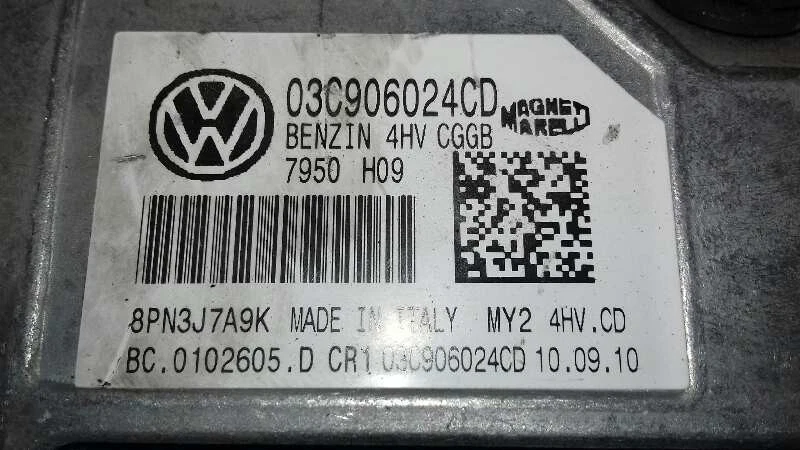 03C906024CD
MAGNETI
MARELLI
BENZIN 4HV CGGB
7950 H09
8PN3J7A9K MADE IN ITALY MY2 4HV.CD
BC.0102605.D CR1 03C906024CD 10.09.10